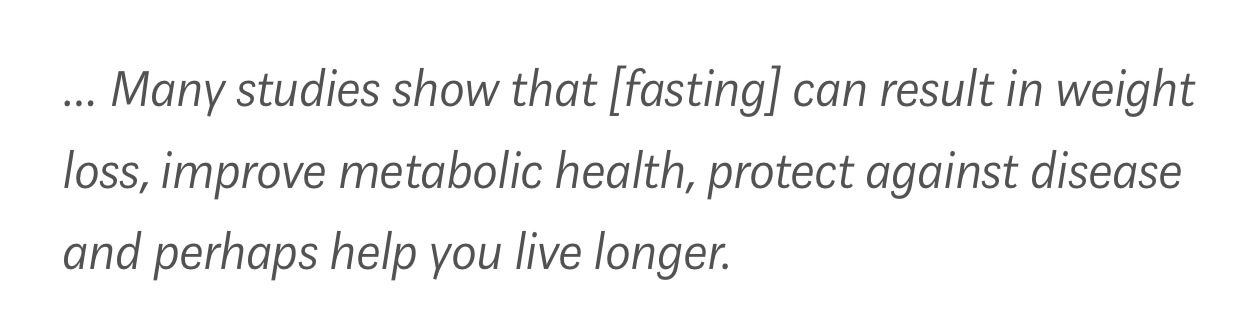 ... Many studies show that [fasting] can result in weight
loss, improve metabolic health, protect against disease
and perhaps help you live longer.